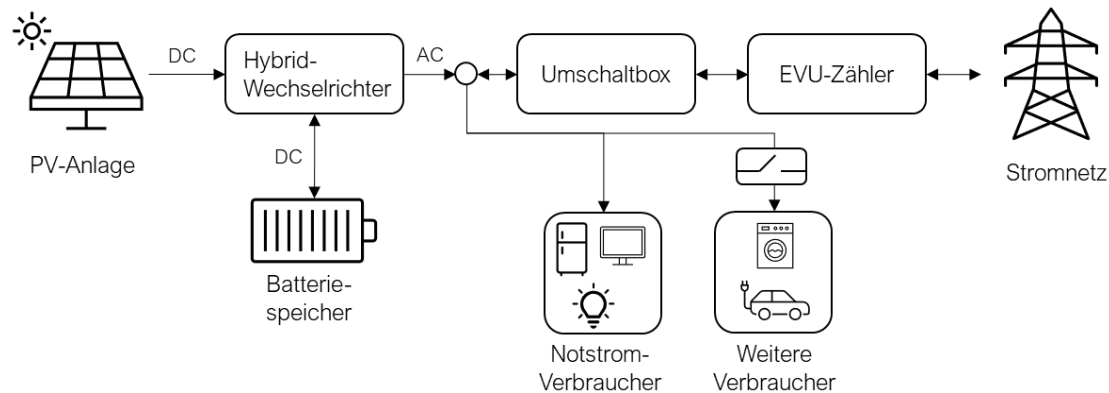 DC
Hybrid-
Wechselrichter
AC
Umschaltbox
EVU-Zähler
PV-Anlage
DC
Stromnetz
Batterie-
speicher
Notstrom-
Verbraucher
Weitere
Verbraucher